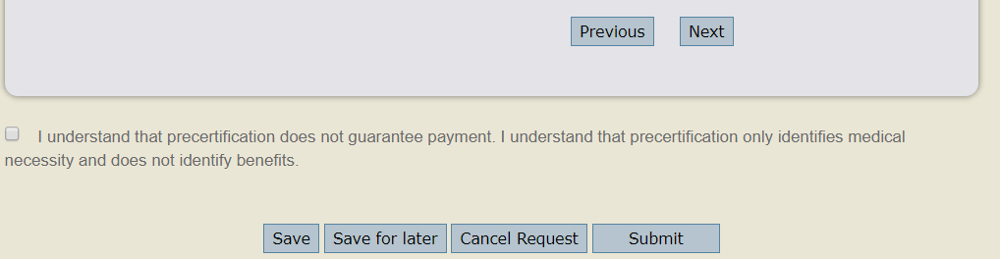 Previous Next
I understand that precertification does not guarantee payment. I understand that precertification only identifies medical
necessity and does not identify benefits.
Save Save for later Cancel Request Submit